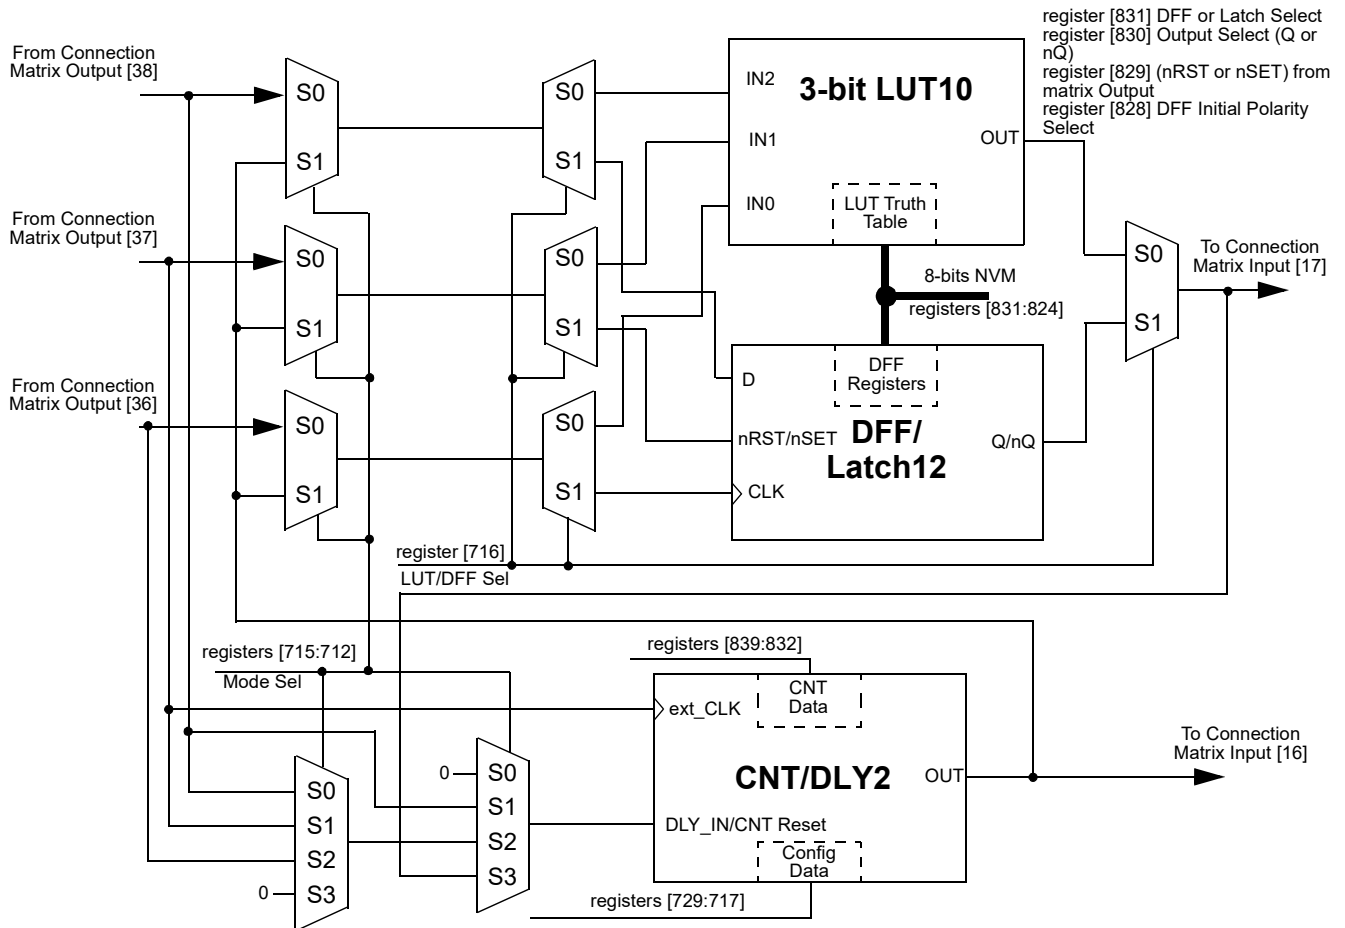 register [831] DFF or Latch Select
register [830] Output Select (Q or
nQ)
register [829] (nRST or nSET) from
matrix Output
register [828] DFF Initial Polarity
Select
From Connection
Matrix Output [38]
S0
S1
S0
S1
IN2
IN1
IN0
3-bit LUT10
OUT
LUT Truth
Table
From Connection
Matrix Output [37]
S0
S1
S0
S1
8-bits NVM
registers [831:824]
S0
S1
To Connection
Matrix Input [17]
From Connection
Matrix Output [36]
S0
S1
S0
S1
DFF
Registers
D
nRST/nSET
CLK
DFF/
Latch12
Q/nQ
register [716]
LUT/DFF Sel
registers [715:712]
Mode Sel
registers [839:832]
CNT
Data
ext_CLK
CNT/DLY2
OUT
To Connection
Matrix Input [16]
DLY_IN/CNT Reset
Config
Data
registers [729:717]
0
S0
S1
S2
S3
S0
S1
S2
0
S3